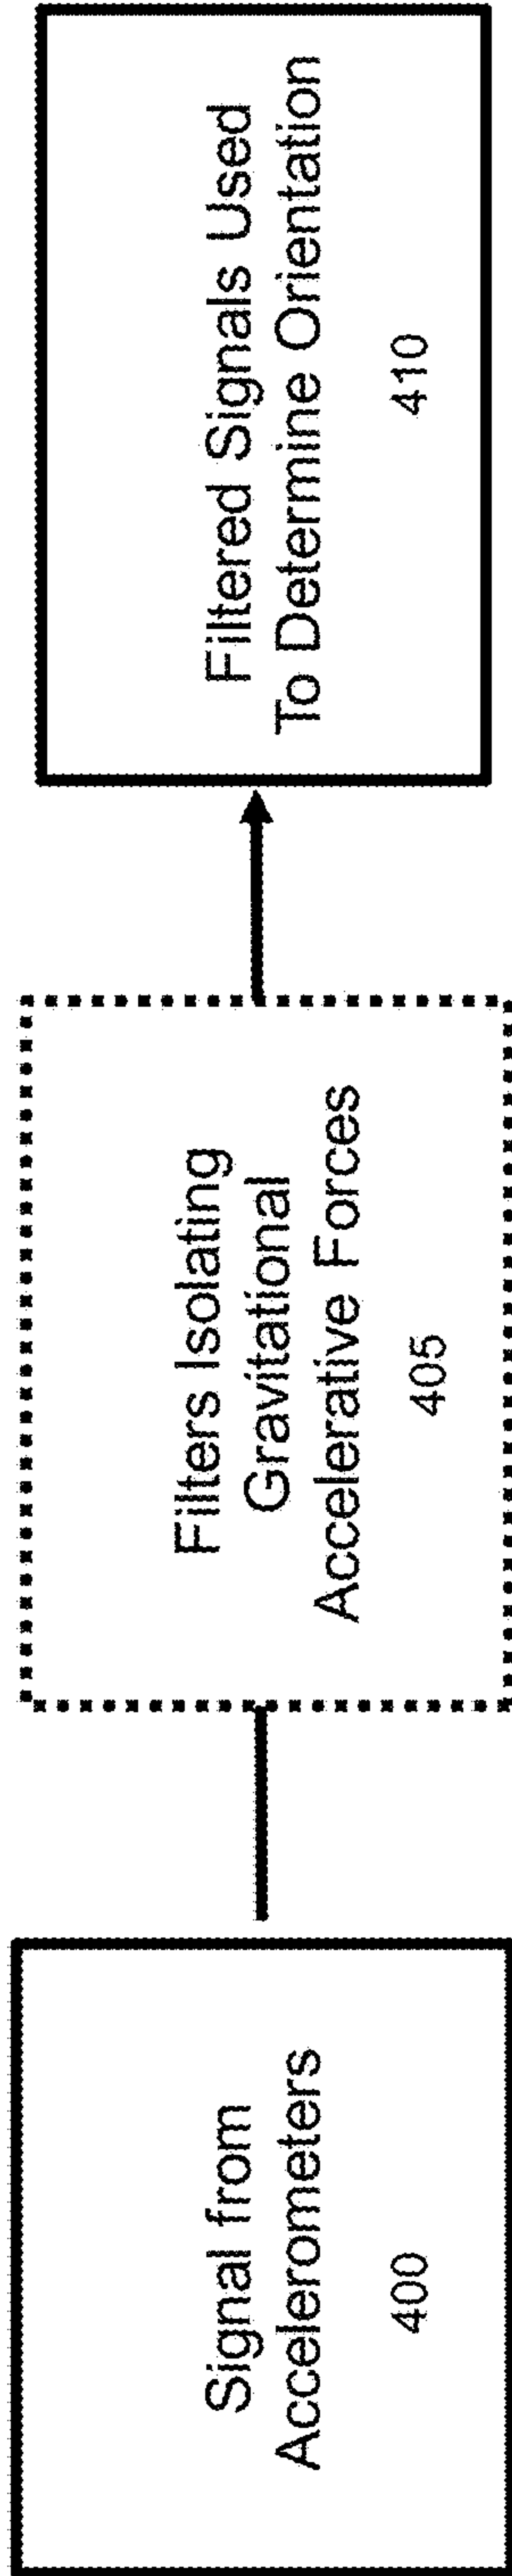 Signal from
Accelerometers
400
Filters Isolating
Gravitational
Accelerative Forces
405
Filtered Signals Used
To Determine Orientation
410